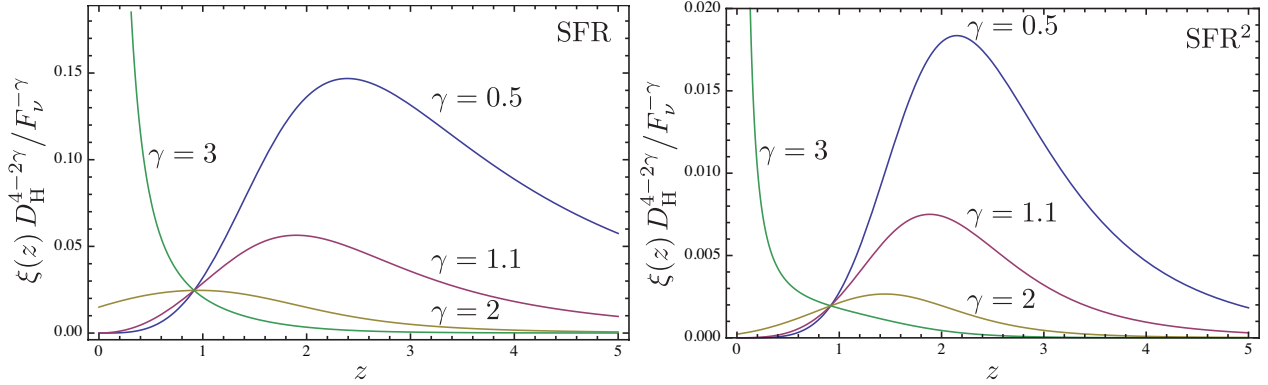 SFR
0.15
0.10
0.05
0.00
ξ(z) D_H^{4−2γ}/F_ν^{−γ}
γ = 0.5
γ = 3
γ = 1.1
γ = 2
0 1 2 3 4 5
z
SFR²
0.020
0.015
0.010
0.005
0.000
ξ(z) D_H^{4−2γ}/F_ν^{−γ}
γ = 0.5
γ = 3
γ = 1.1
γ = 2
0 1 2 3 4 5
z